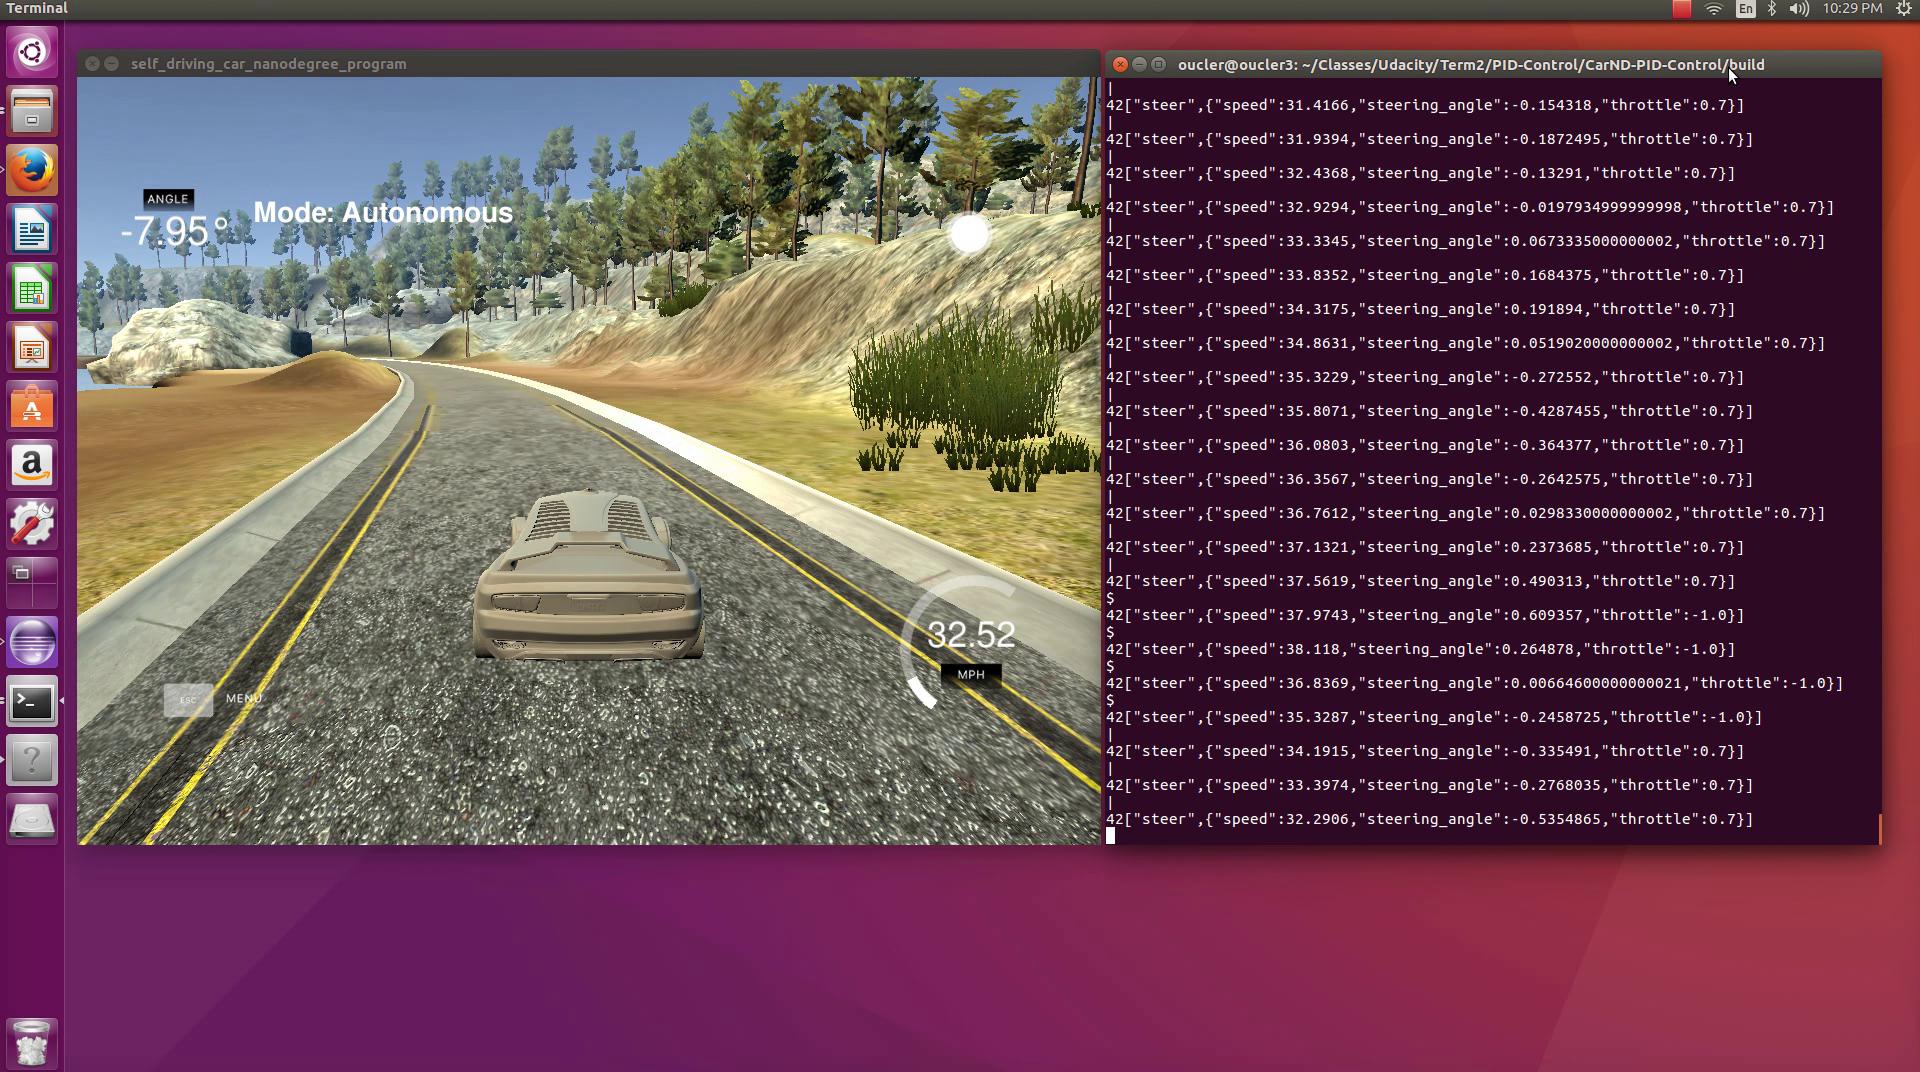 Terminal
En
10:29 PM
self_driving_car_nanodegree_program
ANGLE
-7.95°
Mode: Autonomous
32.52
MPH
ESC
MENU
oucler@oucler3: ~/Classes/Udacity/Term2/PID-Control/CarND-PID-Control/build
|
42["steer",{"speed":31.4166,"steering_angle":-0.154318,"throttle":0.7}]
|
42["steer",{"speed":31.9394,"steering_angle":-0.1872495,"throttle":0.7}]
|
42["steer",{"speed":32.4368,"steering_angle":-0.13291,"throttle":0.7}]
|
42["steer",{"speed":32.9294,"steering_angle":-0.0197934999999998,"throttle":0.7}]
|
42["steer",{"speed":33.3345,"steering_angle":0.0673335000000002,"throttle":0.7}]
|
42["steer",{"speed":33.8352,"steering_angle":0.1684375,"throttle":0.7}]
|
42["steer",{"speed":34.3175,"steering_angle":0.191894,"throttle":0.7}]
|
42["steer",{"speed":34.8631,"steering_angle":0.0519020000000002,"throttle":0.7}]
|
42["steer",{"speed":35.3229,"steering_angle":-0.272552,"throttle":0.7}]
|
42["steer",{"speed":35.8071,"steering_angle":-0.4287455,"throttle":0.7}]
|
42["steer",{"speed":36.0803,"steering_angle":-0.364377,"throttle":0.7}]
|
42["steer",{"speed":36.3567,"steering_angle":-0.2642575,"throttle":0.7}]
|
42["steer",{"speed":36.7612,"steering_angle":0.0298330000000002,"throttle":0.7}]
|
42["steer",{"speed":37.1321,"steering_angle":0.2373685,"throttle":0.7}]
|
42["steer",{"speed":37.5619,"steering_angle":0.490313,"throttle":0.7}]
$
42["steer",{"speed":37.9743,"steering_angle":0.609357,"throttle":-1.0}]
$
42["steer",{"speed":38.118,"steering_angle":0.264878,"throttle":-1.0}]
$
42["steer",{"speed":36.8369,"steering_angle":0.00664600000000021,"throttle":-1.0}]
$
42["steer",{"speed":35.3287,"steering_angle":-0.2458725,"throttle":-1.0}]
|
42["steer",{"speed":34.1915,"steering_angle":-0.335491,"throttle":0.7}]
|
42["steer",{"speed":33.3974,"steering_angle":-0.2768035,"throttle":0.7}]
|
42["steer",{"speed":32.2906,"steering_angle":-0.5354865,"throttle":0.7}]